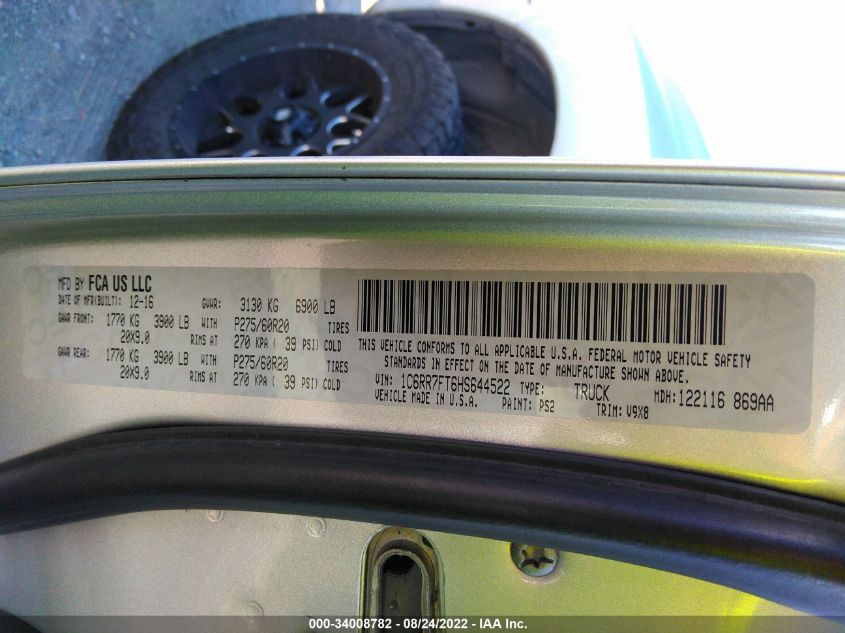 MFD BY FCA US LLC
DATE OF MFR(BUILT): 12-16 GVWR: 3130 KG 6900 LB
GAWR FRONT: 1770 KG 3900 LB WITH P275/60R20 TIRES
20X9.0 RIMS AT 270 KPA ( 39 PSI) COLD
GAWR REAR: 1770 KG 3900 LB WITH P275/60R20 TIRES
20X9.0 RIMS AT 270 KPA ( 39 PSI) COLD
THIS VEHICLE CONFORMS TO ALL APPLICABLE U.S.A. FEDERAL MOTOR VEHICLE SAFETY
STANDARDS IN EFFECT ON THE DATE OF MANUFACTURE SHOWN ABOVE.
VIN: 1C6RR7FT6HS644522 TYPE: TRUCK MDH:122116 869AA
VEHICLE MADE IN U.S.A. PAINT: PS2 TRIM: V9X8
000-34008782 - 08/24/2022 - IAA Inc.